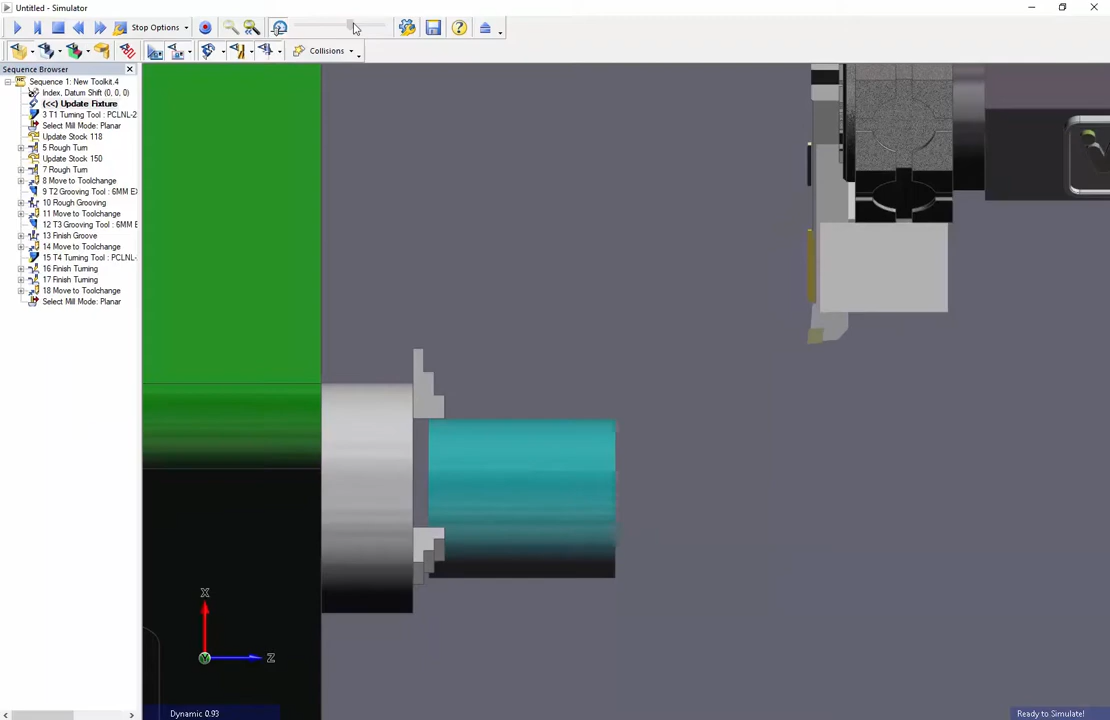 Untitled - Simulator
Stop Options
Collisions
Sequence Browser
Sequence 1: New Toolkit.4
Index, Datum Shift (0, 0, 0)
(<<) Update Fixture
3 T1 Turning Tool : PCLNL-2
Select Mill Mode: Planar
Update Stock 118
5 Rough Turn
Update Stock 150
7 Rough Turn
8 Move to Toolchange
9 T2 Grooving Tool : 6MM E
10 Rough Grooving
11 Move to Toolchange
12 T3 Grooving Tool : 6MM E
13 Finish Groove
14 Move to Toolchange
15 T4 Turning Tool : PCLNL-
16 Finish Turning
17 Finish Turning
18 Move to Toolchange
Select Mill Mode: Planar
X
Y
Z
Dynamic 0.93
Ready to Simulate!